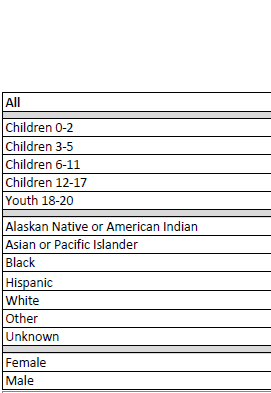 All
Children 0-2
Children 3-5
Children 6-11
Children 12-17
Youth 18-20
Alaskan Native or American Indian
Asian or Pacific Islander
Black
Hispanic
White
Other
Unknown
Female
Male